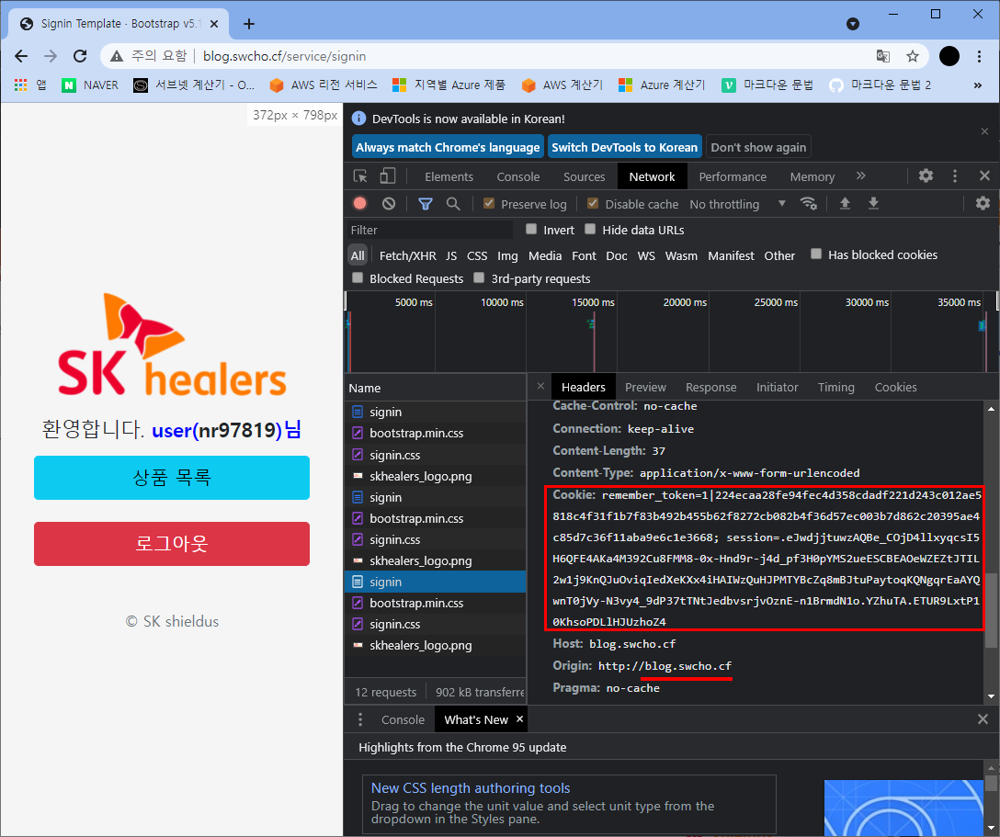 Signin Template · Bootstrap v5.1
주의 요함 | blog.swcho.cf/service/signin
앱 NAVER 서브넷 계산기 - O... AWS 리전 서비스 지역별 Azure 제품 AWS 계산기 Azure 계산기 마크다운 문법 마크다운 문법 2 »
372px × 798px
SK healers
환영합니다. user(nr97819)님
상품 목록
로그아웃
© SK shieldus
DevTools is now available in Korean!
Always match Chrome's language Switch DevTools to Korean Don't show again
Elements Console Sources Network Performance Memory »
Preserve log Disable cache No throttling
Filter Invert Hide data URLs
All Fetch/XHR JS CSS Img Media Font Doc WS Wasm Manifest Other Has blocked cookies
Blocked Requests 3rd-party requests
5000 ms 10000 ms 15000 ms 20000 ms 25000 ms 30000 ms 35000 ms
Name
signin
bootstrap.min.css
signin.css
skhealers_logo.png
signin
bootstrap.min.css
signin.css
skhealers_logo.png
signin
bootstrap.min.css
signin.css
skhealers_logo.png
12 requests 902 kB transferre
Headers Preview Response Initiator Timing Cookies
Cache-Control: no-cache
Connection: keep-alive
Content-Length: 37
Content-Type: application/x-www-form-urlencoded
Cookie: remember_token=1|224ecaa28fe94fec4d358cdadf221d243c012ae5
818c4f31f1b7f83b492b455b62f8272cb082b4f36d57ec003b7d862c20395ae4
c85d7c36f11aba9e6c1e3668; session=.eJwdjjtuwzAQBe_COjD4llxyqcsI5
H6QFE4AKa4M392Cu8FMM8-0x-Hnd9r-j4d_pf3H0pYMS2ueESCBEAOeWZEZtJTIL
2w1j9KnQJuOviqIedXeKXx4iHAIWzQuHJPMTYBcZq8mBJtuPaytoqKQNgqrEaAYQ
wnT0jVy-N3vy4_9dP37tTNtJedbvsrjvOznE-n1BrmdN1o.YZhuTA.ETUR9LxtP1
0KhsoPDLlHJUzhoZ4
Host: blog.swcho.cf
Origin: http://blog.swcho.cf
Pragma: no-cache
Console What's New
Highlights from the Chrome 95 update
New CSS length authoring tools
Drag to change the unit value and select unit type from the
dropdown in the Styles pane.